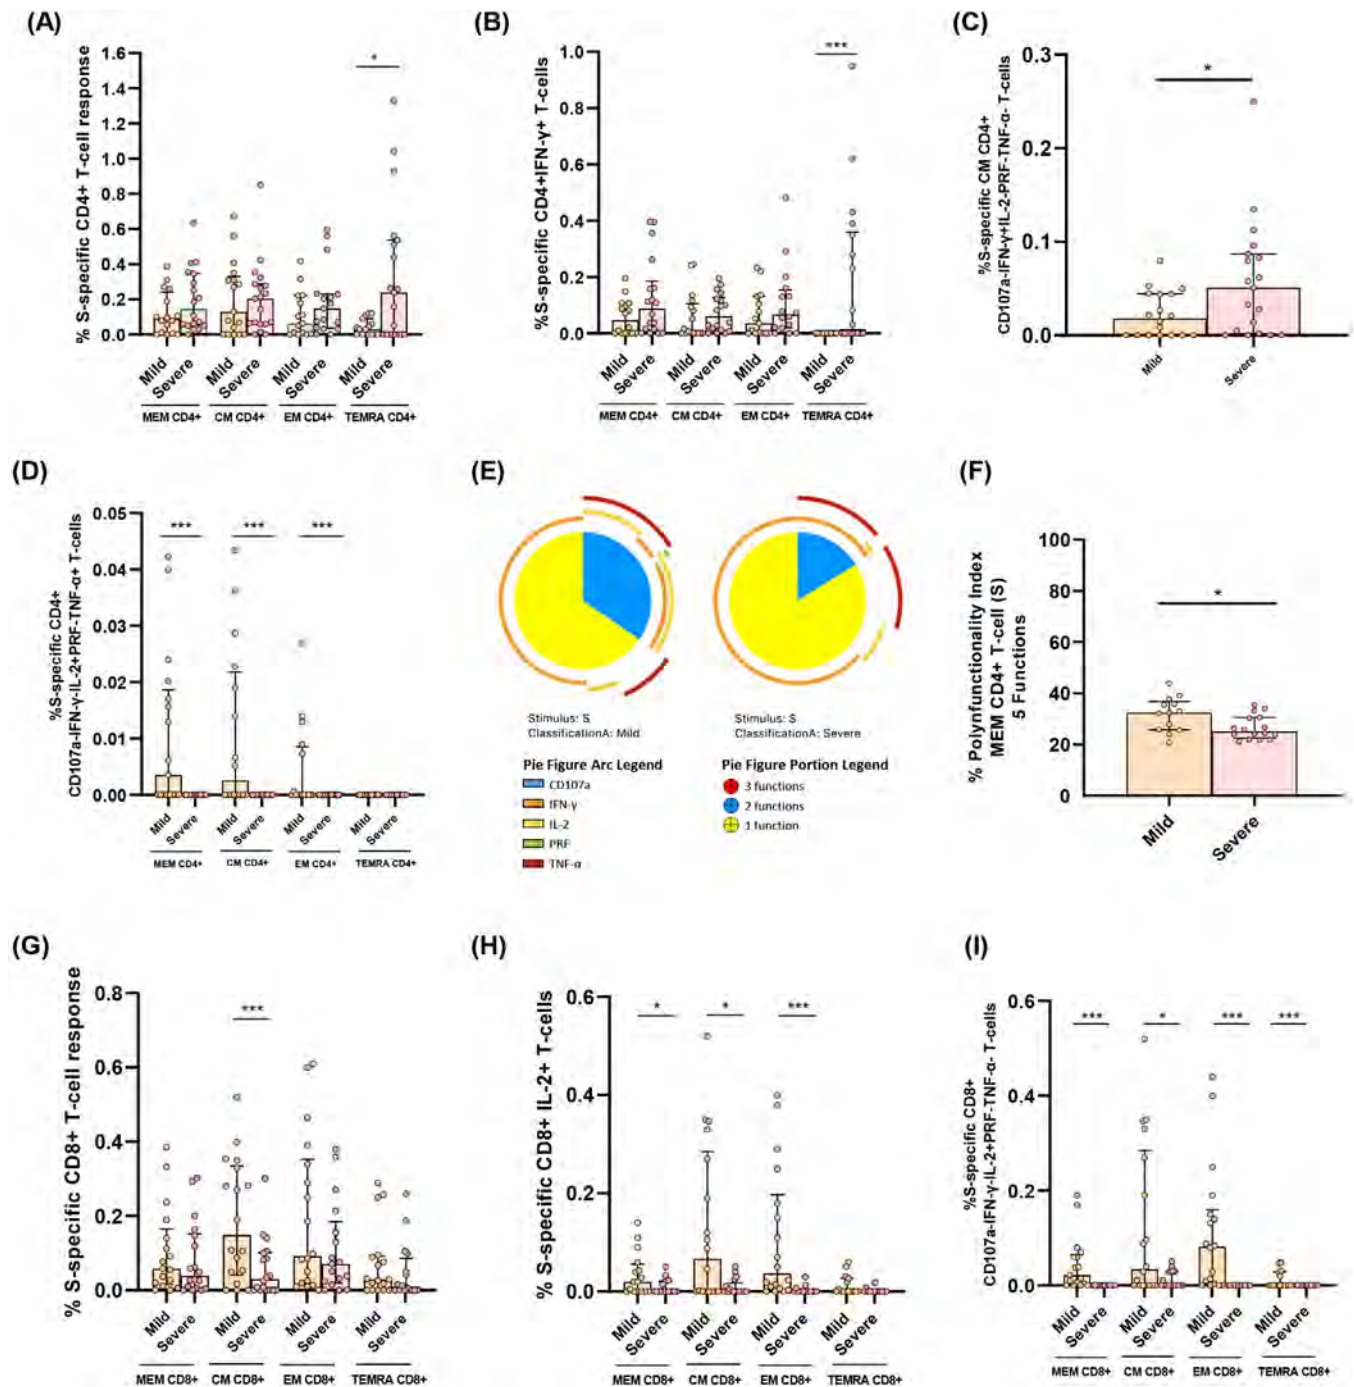 (A)
% S-specific CD4+ T-cell response
1.6
1.4
1.2
1.0
0.8
0.6
0.4
0.2
0.0
*
Mild Severe Mild Severe Mild Severe Mild Severe
MEM CD4+ CM CD4+ EM CD4+ TEMRA CD4+
(B)
%S-specific CD4+IFN-γ+ T-cells
1.0
0.8
0.6
0.4
0.2
0.0
***
Mild Severe Mild Severe Mild Severe Mild Severe
MEM CD4+ CM CD4+ EM CD4+ TEMRA CD4+
(C)
%S-specific CM CD4+
CD107a-IFN-γ+IL-2-PRF-TNF-α- T-cells
0.3
0.2
0.1
0.0
*
Mild Severe
(D)
%S-specific CD4+
CD107a-IFN-γ-IL-2+PRF-TNF-α+ T-cells
0.05
0.04
0.03
0.02
0.01
0.00
*** *** ***
Mild Severe Mild Severe Mild Severe Mild Severe
MEM CD4+ CM CD4+ EM CD4+ TEMRA CD4+
(E)
Stimulus: S
ClassificationA: Mild
Stimulus: S
ClassificationA: Severe
Pie Figure Arc Legend
CD107a
IFN-γ
IL-2
PRF
TNF-α
Pie Figure Portion Legend
3 functions
2 functions
1 function
(F)
% Polynfunctionality Index
MEM CD4+ T-cell (S)
5 Functions
100
80
60
40
20
0
*
Mild Severe
(G)
% S-specific CD8+ T-cell response
0.8
0.6
0.4
0.2
0.0
***
Mild Severe Mild Severe Mild Severe Mild Severe
MEM CD8+ CM CD8+ EM CD8+ TEMRA CD8+
(H)
% S-specific CD8+ IL-2+ T-cells
0.6
0.4
0.2
0.0
* * ***
Mild Severe Mild Severe Mild Severe Mild Severe
MEM CD8+ CM CD8+ EM CD8+ TEMRA CD8+
(I)
%S-specific CD8+
CD107a-IFN-γ-IL-2+PRF-TNF-α- T-cells
0.6
0.4
0.2
0.0
*** * *** ***
Mild Severe Mild Severe Mild Severe Mild Severe
MEM CD8+ CM CD8+ EM CD8+ TEMRA CD8+